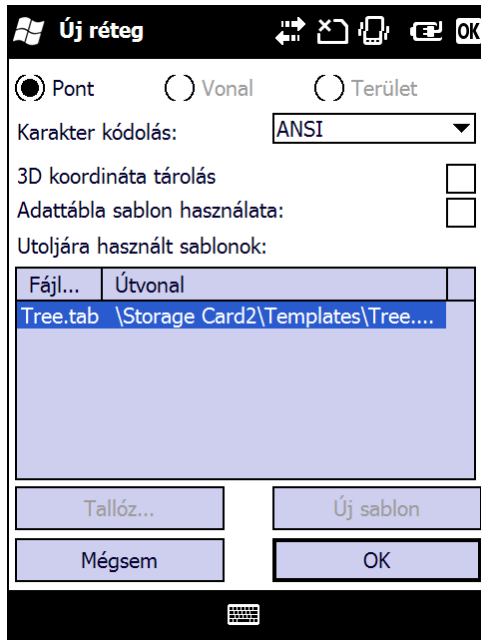 Új réteg OK
Pont Vonal Terület
Karakter kódolás: ANSI
3D koordináta tárolás
Adattábla sablon használata:
Utoljára használt sablonok:
Fájl... Útvonal
Tree.tab \Storage Card2\Templates\Tree....
Tallóz... Új sablon
Mégsem OK